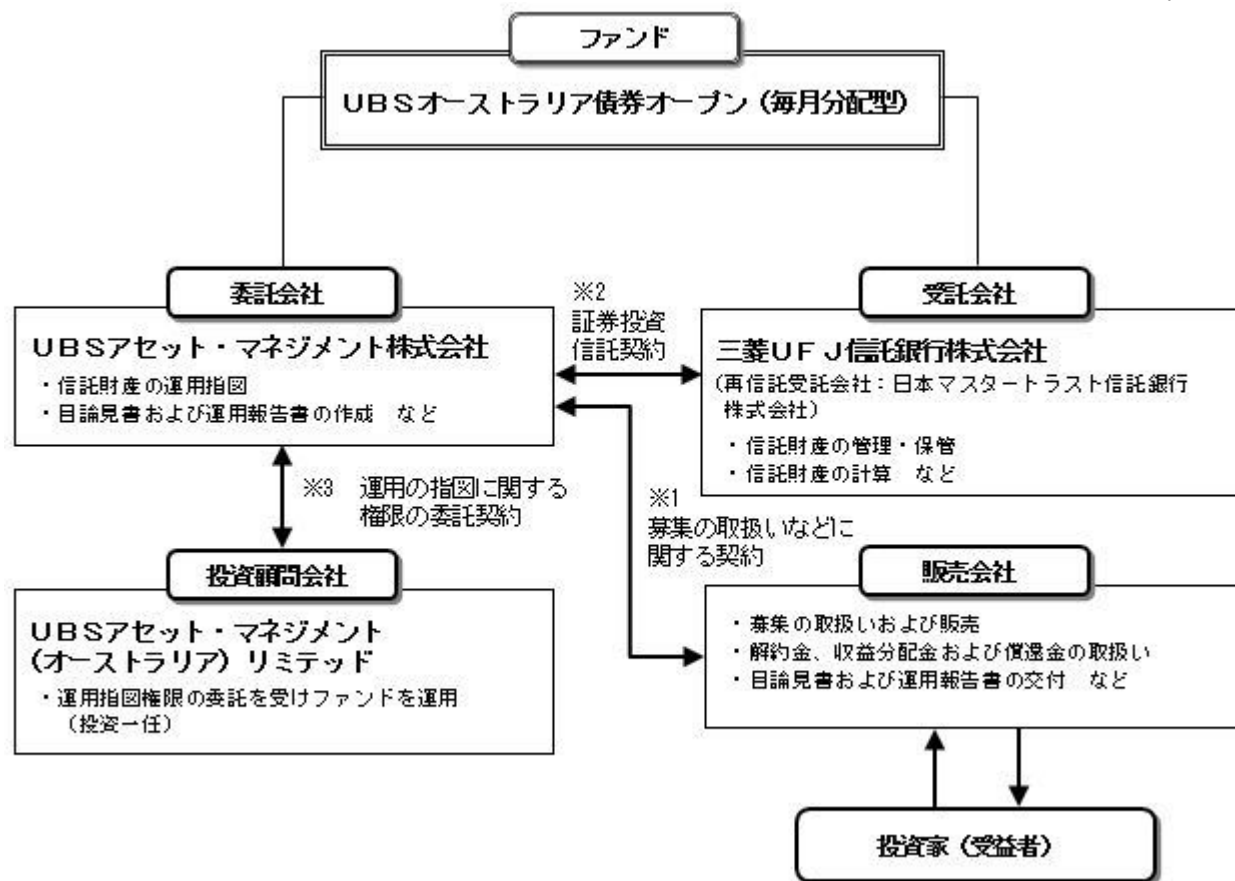 ファンド
UBSオーストラリア債券オープン(毎月分配型)
委託会社
UBSアセット・マネジメント株式会社
・信託財産の運用指図
・目論見書および運用報告書の作成 など
※2
証券投資
信託契約
受託会社
三菱UFJ信託銀行株式会社
(再信託受託会社:日本マスタートラスト信託銀行
株式会社)
・信託財産の管理・保管
・信託財産の計算 など
※3 運用の指図に関する
権限の委託契約
※1
募集の取扱いなどに
関する契約
投資顧問会社
UBSアセット・マネジメント
(オーストラリア)リミテッド
・運用指図権限の委託を受けファンドを運用
(投資一任)
販売会社
・募集の取扱いおよび販売
・解約金、収益分配金および償還金の取扱い
・目論見書および運用報告書の交付 など
投資家(受益者)